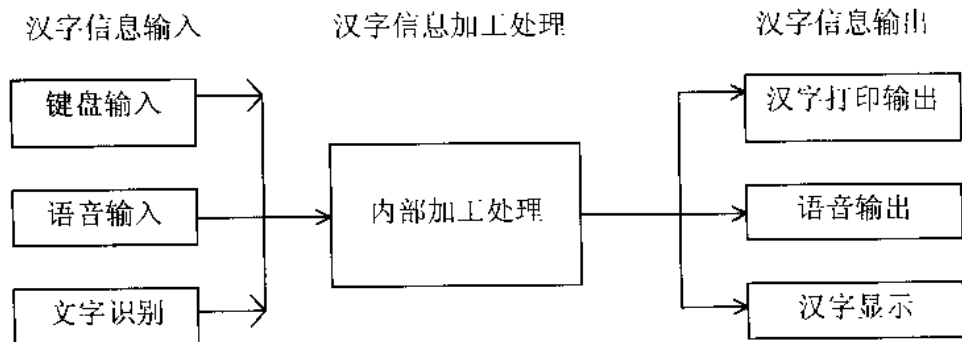 汉字信息输入 汉字信息加工处理 汉字信息输出
键盘输入 汉字打印输出
语音输入 内部加工处理 语音输出
文字识别 汉字显示